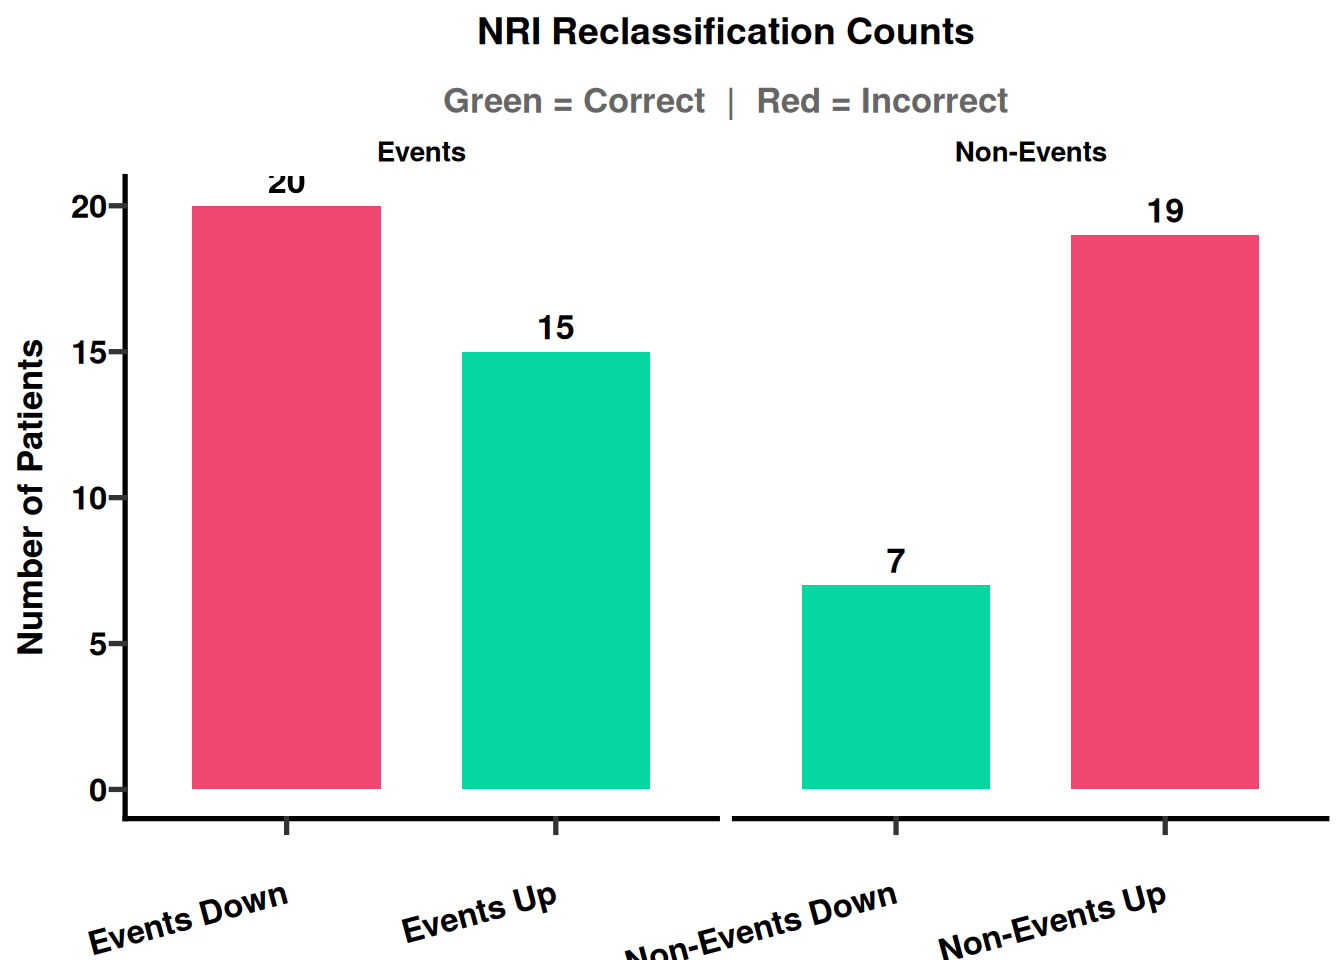 NRI Reclassification Counts
Green = Correct | Red = Incorrect
Events
Non-Events
Number of Patients
20
15
10
5
0
20
15
7
19
Events Down
Events Up
Non-Events Down
Non-Events Up